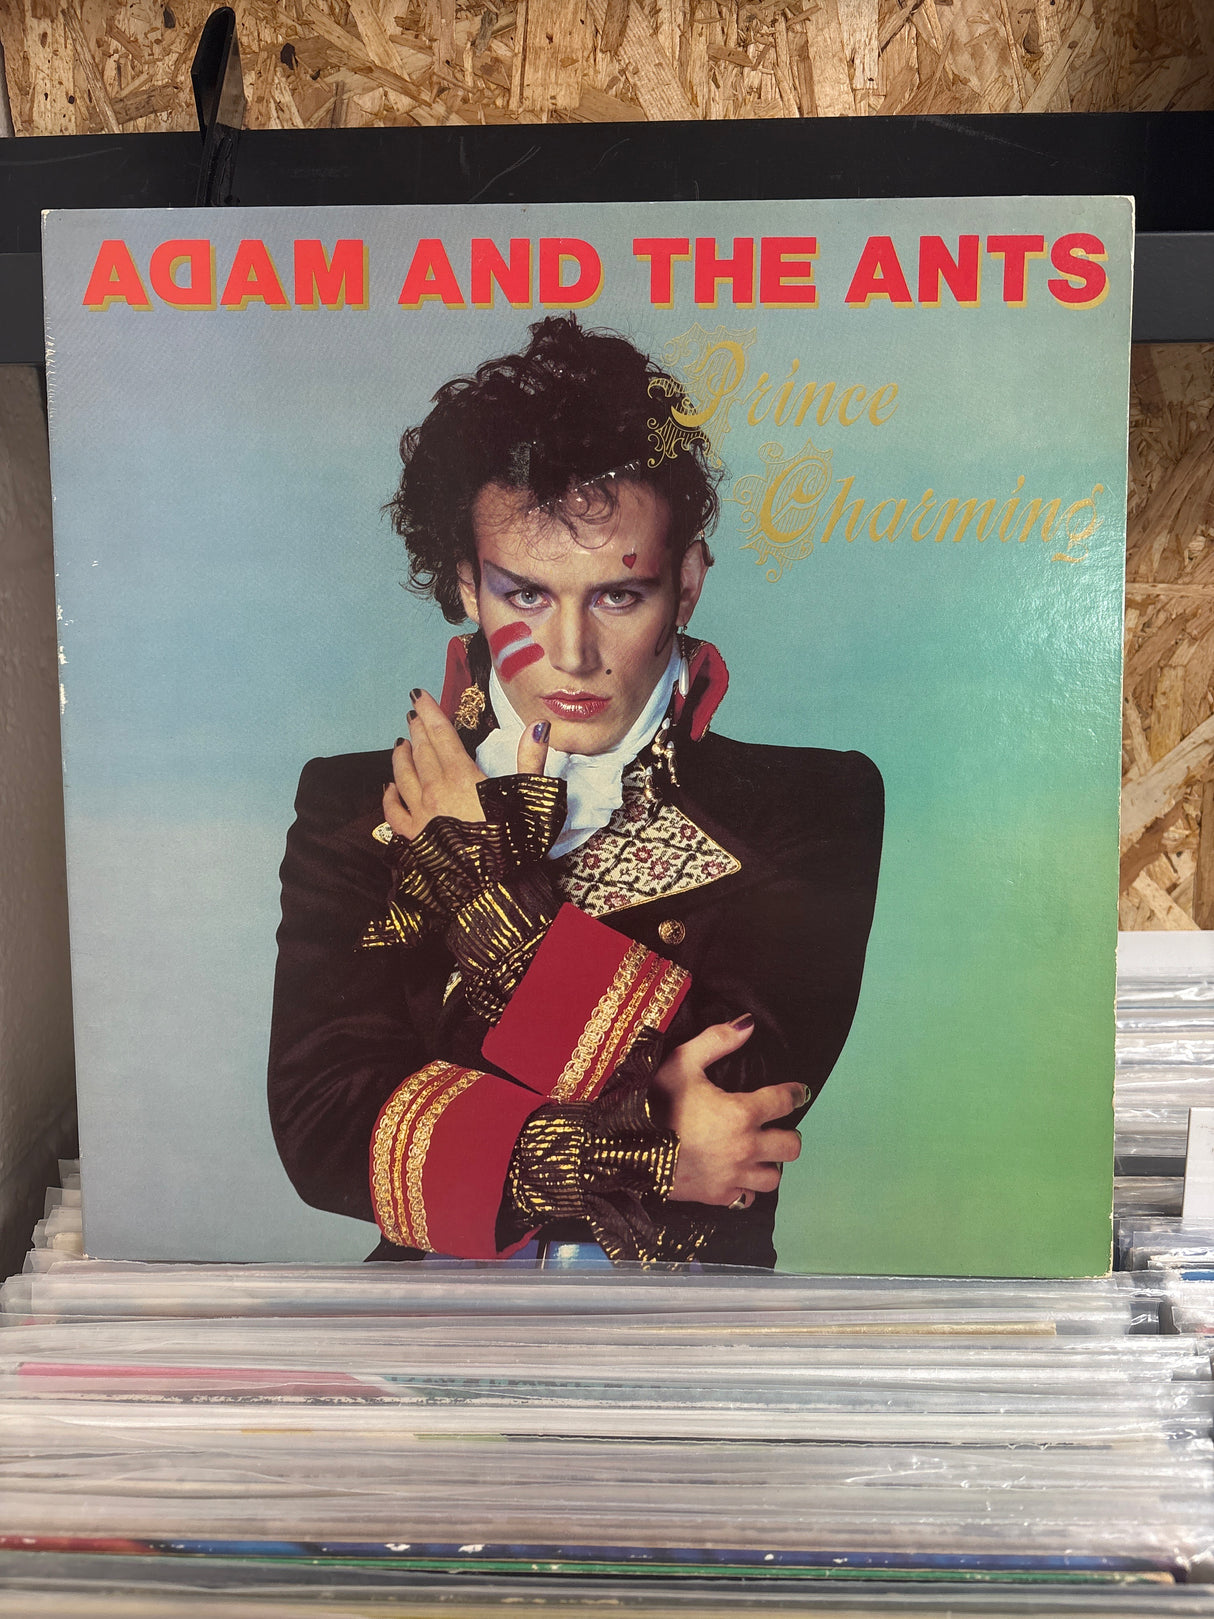 ADAM AND THE ANTS
Prince
Charming